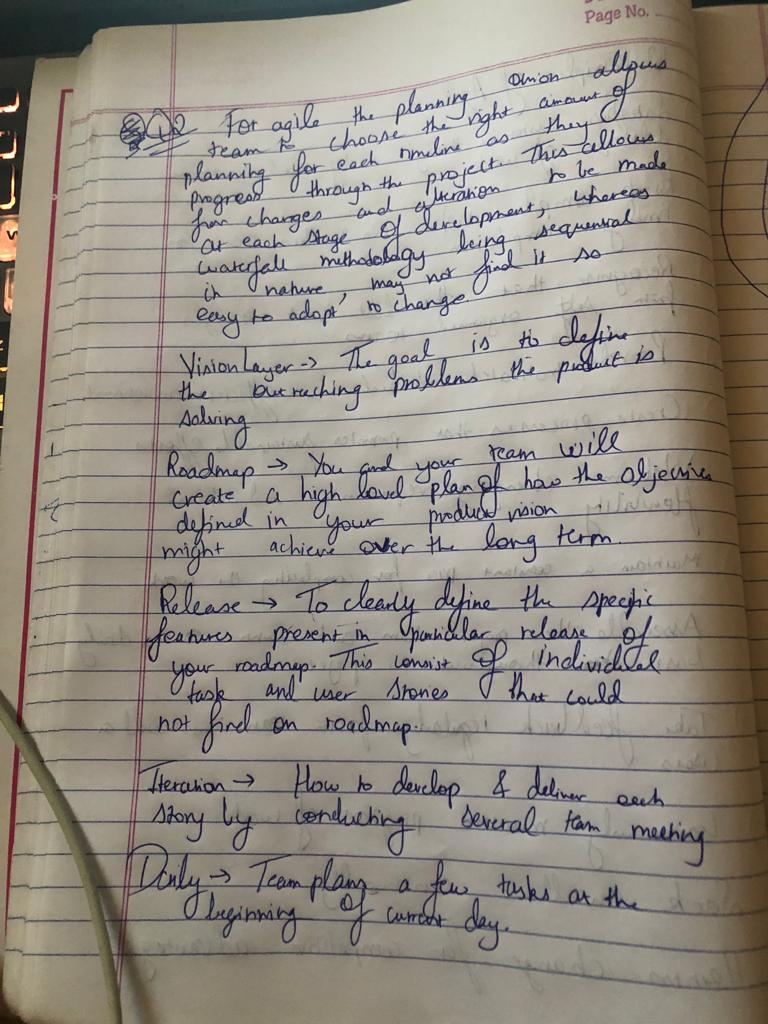 Page No.
Q2 For agile the planning onion allows
team to choose the right amount of
planning for each timeline as they
progress through the project. This allows
for changes and alteration to be made
at each stage of development, whereas
waterfall methodology being sequential
in nature, may not find it so
easy to adopt to change
Vision Layer → The goal is to define
the outreaching problems the product is
solving
Roadmap → You and your team will
create a high level plan of how the objectives
defined in your product vision
might achieve over the long term.
Release → To clearly define the specific
features present in particular release of
your roadmap. This consist of individual
task and user stories that could
not find on roadmap.
Iteration → How to develop & deliver each
story by conducting several team meeting
Daily → Team plans a few tasks at the
beginning of current day.